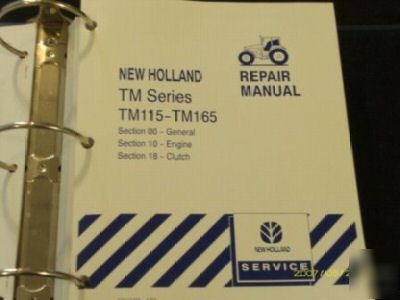 NEW HOLLAND
TM Series
TM115-TM165
Section 00 - General
Section 10 - Engine
Section 18 - Clutch
REPAIR
MANUAL
NEW HOLLAND
SERVICE